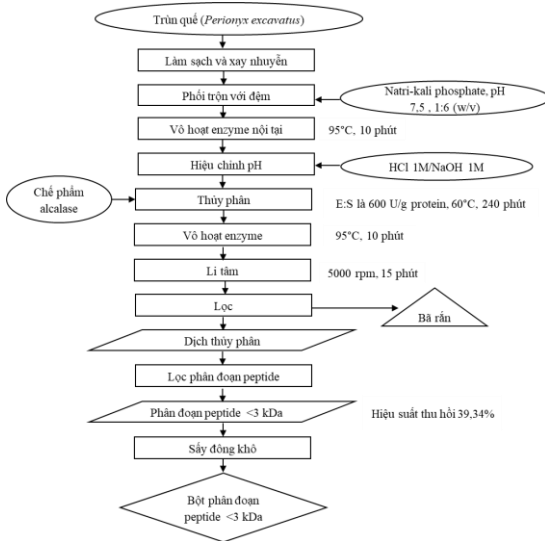 Trùn quế (Perionyx excavatus)
Làm sạch và xay nhuyễn
Phối trộn với đệm
Natri-kali phosphate, pH
7,5 , 1:6 (w/v)
Vô hoạt enzyme nội tại
95°C, 10 phút
Hiệu chỉnh pH
HCl 1M/NaOH 1M
Chế phẩm
alcalase
Thủy phân
E:S là 600 U/g protein, 60°C, 240 phút
Vô hoạt enzyme
95°C, 10 phút
Li tâm
5000 rpm, 15 phút
Lọc
Bã rắn
Dịch thủy phân
Lọc phân đoạn peptide
Phân đoạn peptide <3 kDa
Hiệu suất thu hồi 39,34%
Sấy đông khô
Bột phân đoạn
peptide <3 kDa